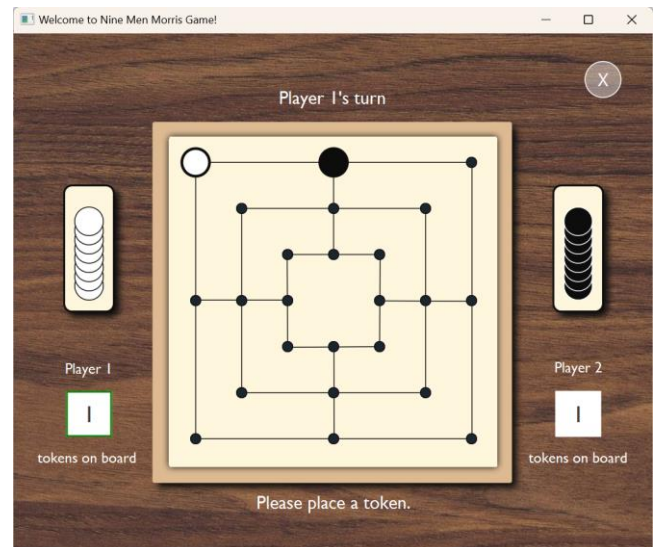 Welcome to Nine Men Morris Game!
X
Player 1's turn
Player 1
1
tokens on board
Player 2
1
tokens on board
Please place a token.